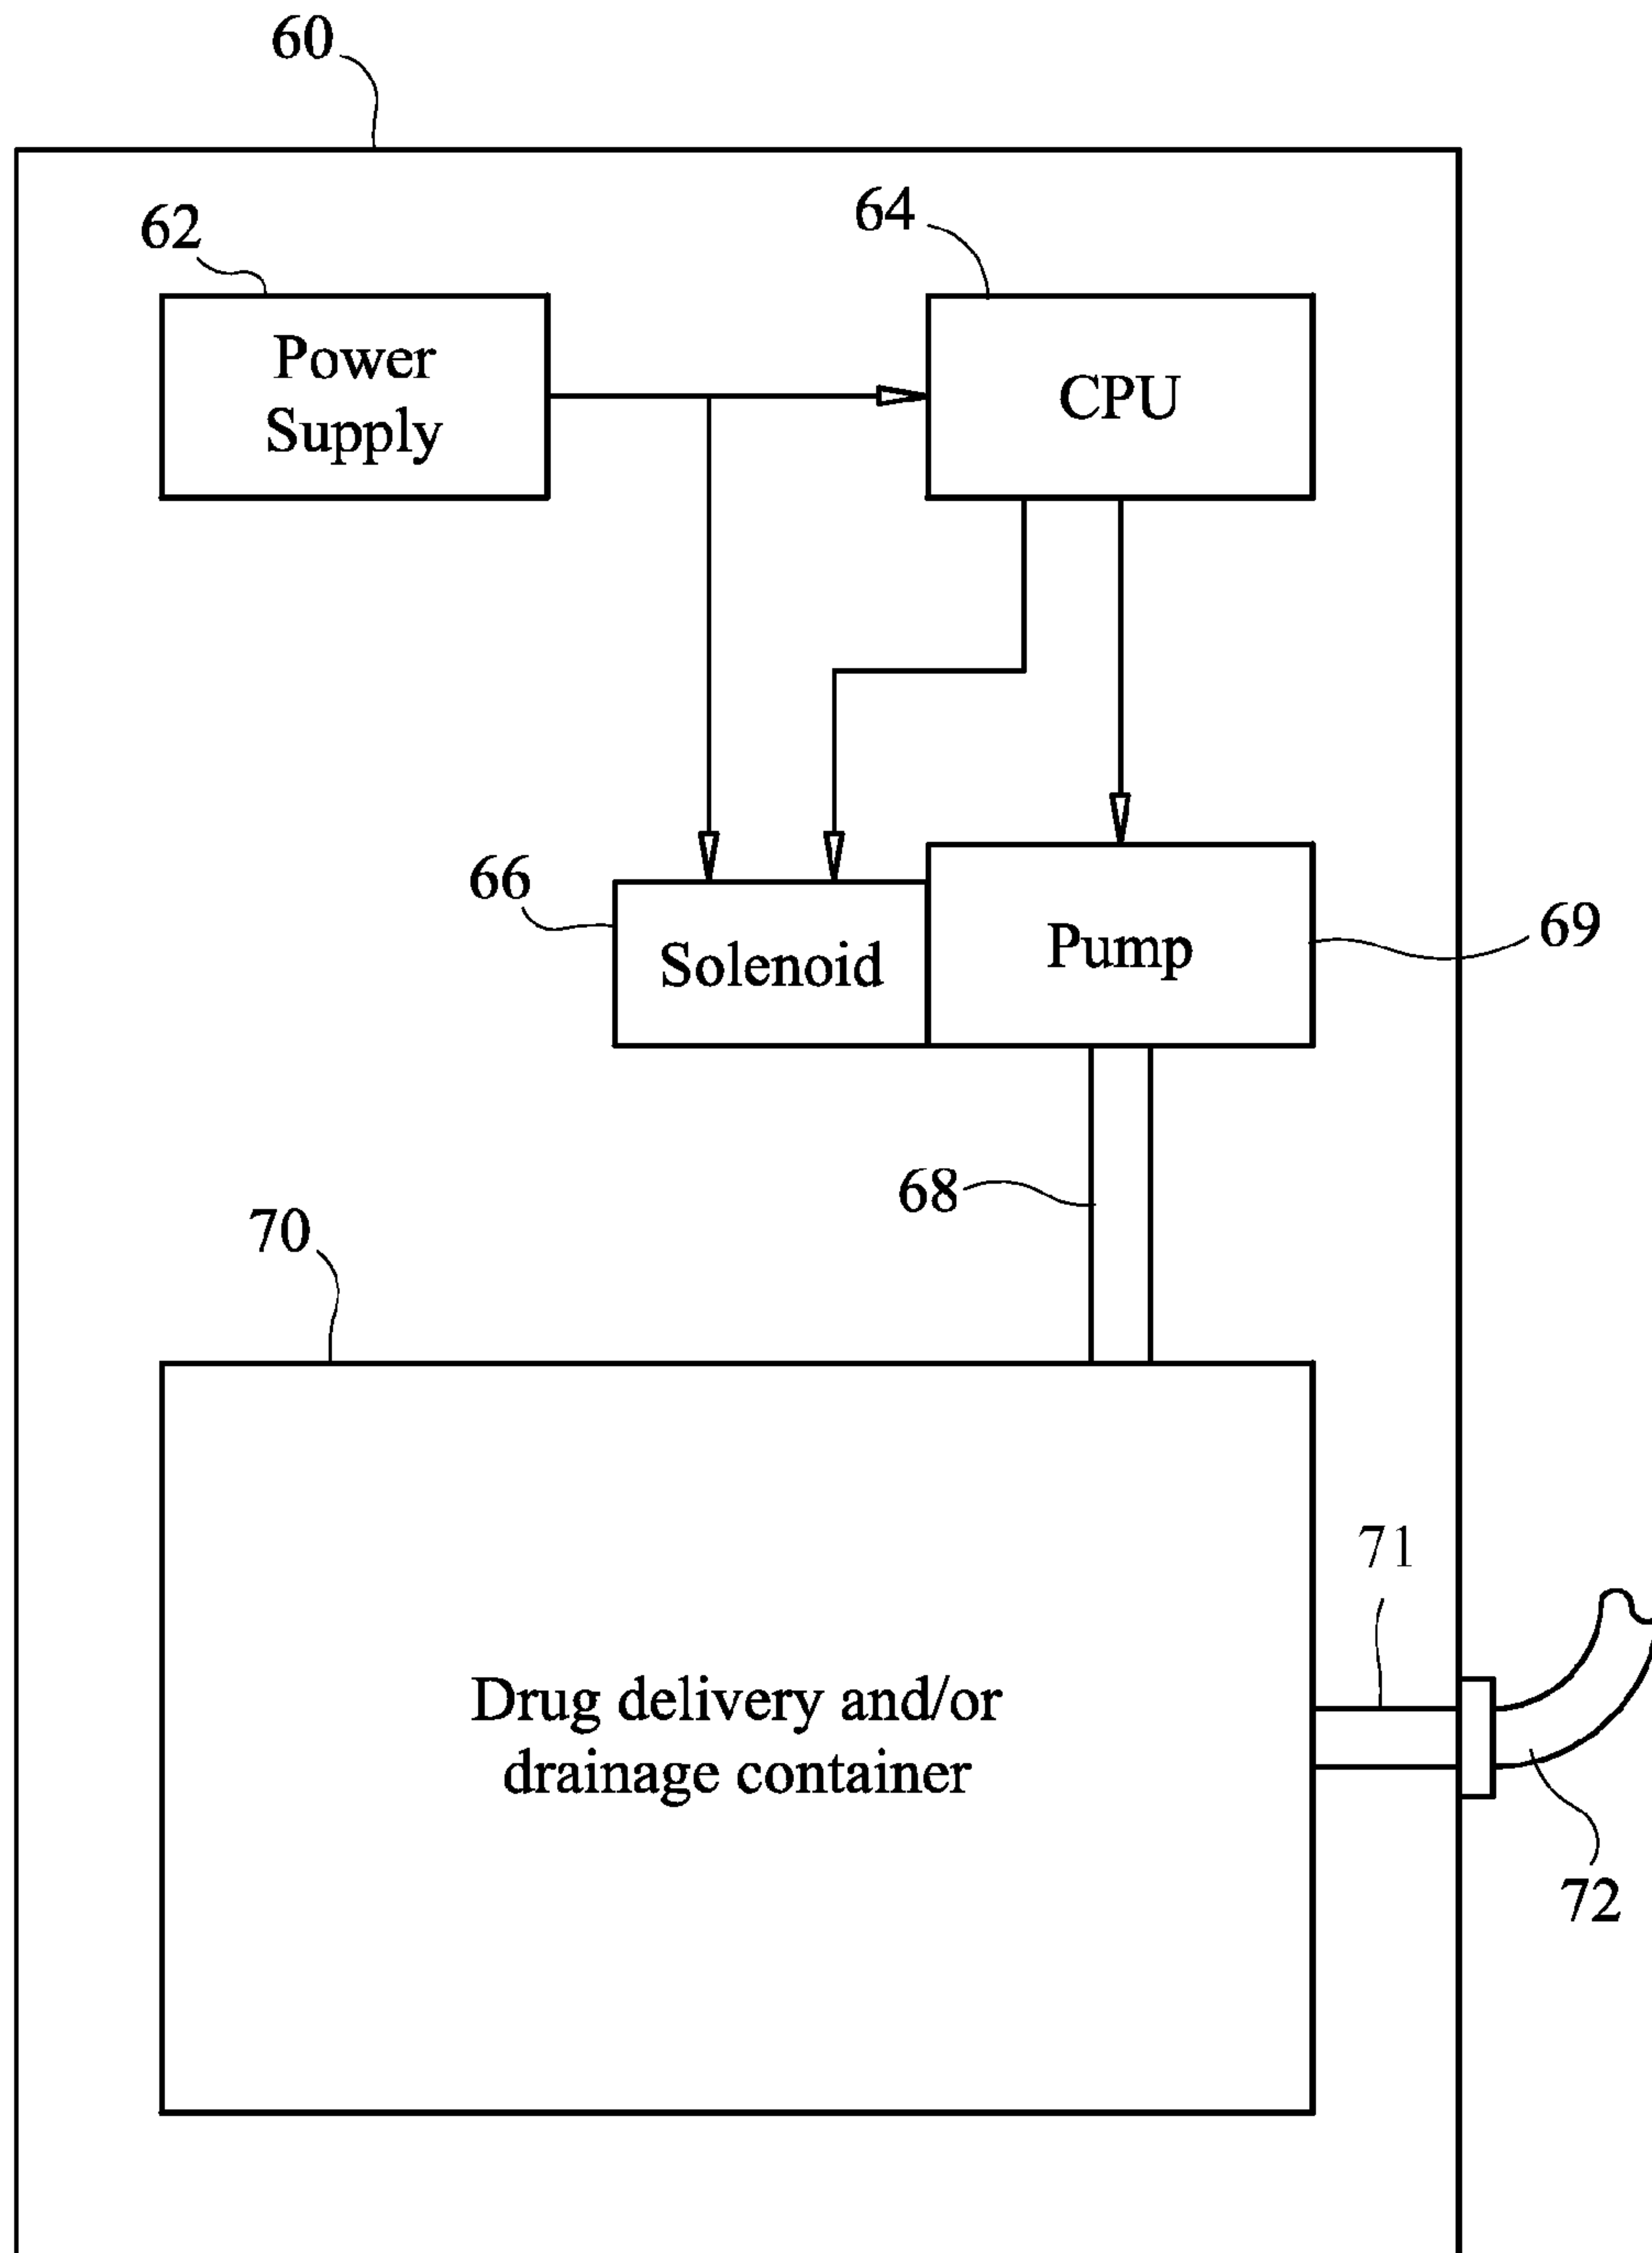 60
62
64
Power
Supply
CPU
66
Solenoid
Pump
69
68
70
71
Drug delivery and/or
drainage container
72